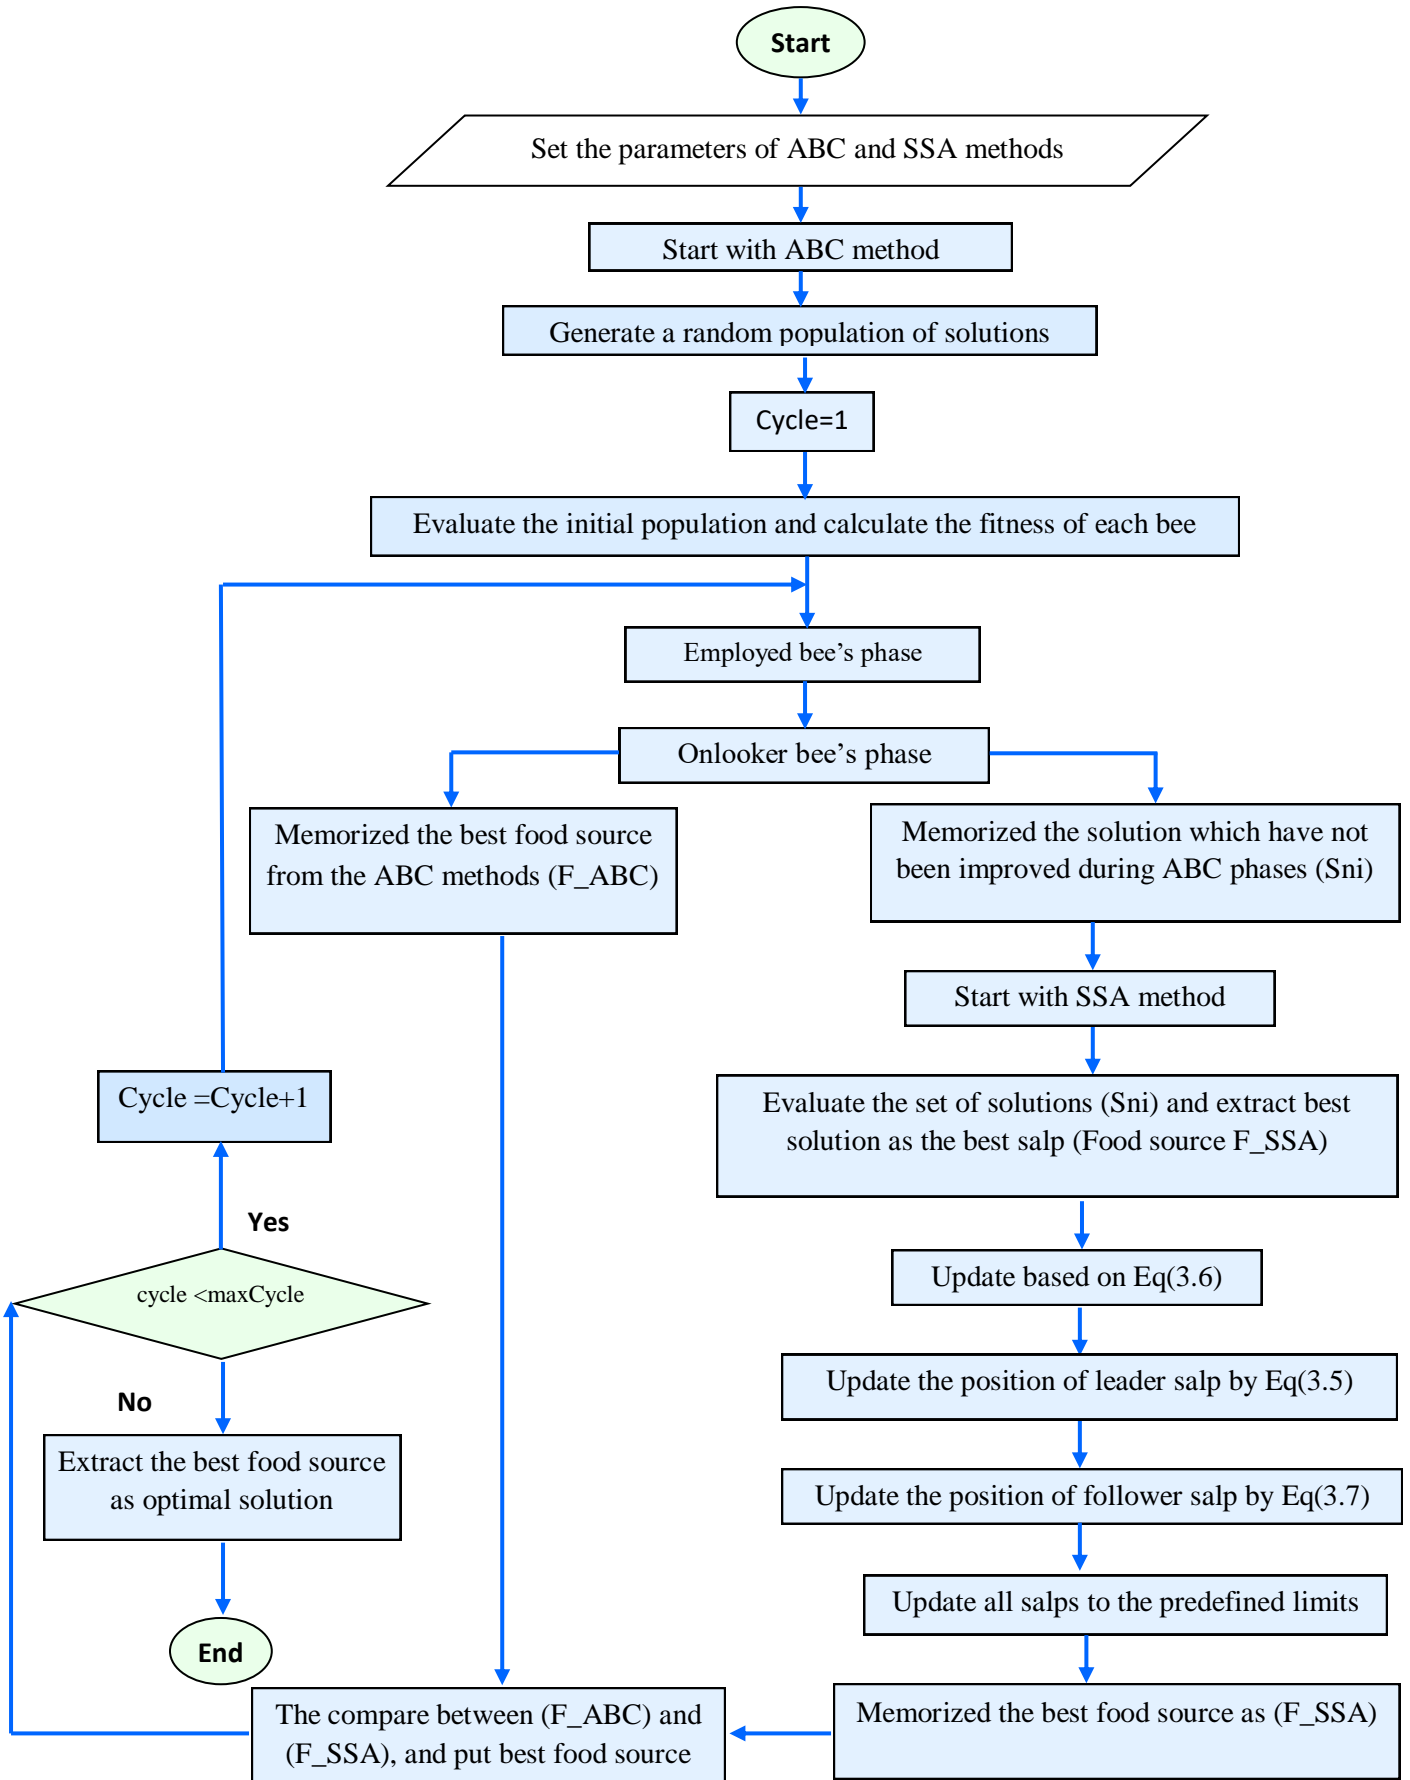 Start
Set the parameters of ABC and SSA methods
Start with ABC method
Generate a random population of solutions
Cycle=1
Evaluate the initial population and calculate the fitness of each bee
Employed bee’s phase
Onlooker bee’s phase
Memorized the best food source
from the ABC methods (F_ABC)
Memorized the solution which have not
been improved during ABC phases (Sni)
Start with SSA method
Evaluate the set of solutions (Sni) and extract best
solution as the best salp (Food source F_SSA)
Update based on Eq(3.6)
Update the position of leader salp by Eq(3.5)
Update the position of follower salp by Eq(3.7)
Update all salps to the predefined limits
Memorized the best food source as (F_SSA)
The compare between (F_ABC) and
(F_SSA), and put best food source
cycle <maxCycle
Yes
Cycle =Cycle+1
No
Extract the best food source
as optimal solution
End